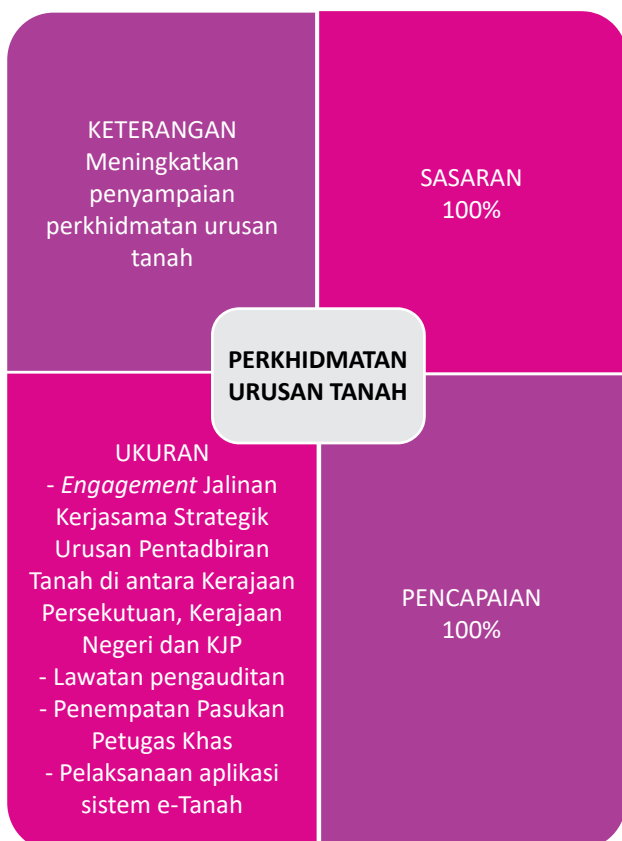 KETERANGAN
Meningkatkan
penyampaian
perkhidmatan urusan
tanah
SASARAN
100%
PERKHIDMATAN
URUSAN TANAH
UKURAN
- Engagement Jalinan
Kerjasama Strategik
Urusan Pentadbiran
Tanah di antara Kerajaan
Persekutuan, Kerajaan
Negeri dan KJP
- Lawatan pengauditan
- Penempatan Pasukan
Petugas Khas
- Pelaksanaan aplikasi
sistem e-Tanah
PENCAPAIAN
100%